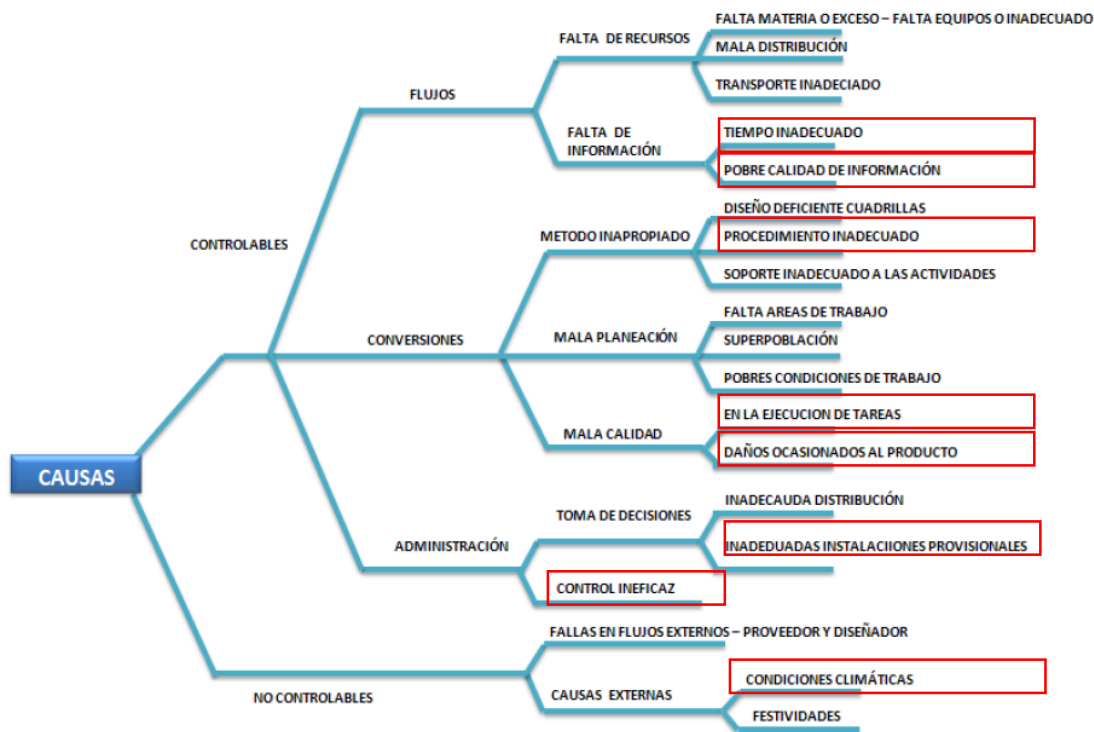 FALTA MATERIA O EXCESO – FALTA EQUIPOS O INADECUADO
FALTA DE RECURSOS
MALA DISTRIBUCIÓN
TRANSPORTE INADECIADO
FLUJOS
FALTA DE
INFORMACIÓN
TIEMPO INADECUADO
POBRE CALIDAD DE INFORMACIÓN
CONTROLABLES
DISEÑO DEFICIENTE CUADRILLAS
METODO INAPROPIADO
PROCEDIMIENTO INADECUADO
SOPORTE INADECUADO A LAS ACTIVIDADES
CONVERSIONES
FALTA AREAS DE TRABAJO
MALA PLANEACIÓN
SUPERPOBLACIÓN
POBRES CONDICIONES DE TRABAJO
EN LA EJECUCION DE TAREAS
MALA CALIDAD
DAÑOS OCASIONADOS AL PRODUCTO
CAUSAS
INADECAUDA DISTRIBUCIÓN
TOMA DE DECISIONES
ADMINISTRACIÓN
INADEDUADAS INSTALACIIONES PROVISIONALES
CONTROL INEFICAZ
FALLAS EN FLUJOS EXTERNOS – PROVEEDOR Y DISEÑADOR
NO CONTROLABLES
CAUSAS EXTERNAS
CONDICIONES CLIMÁTICAS
FESTIVIDADES